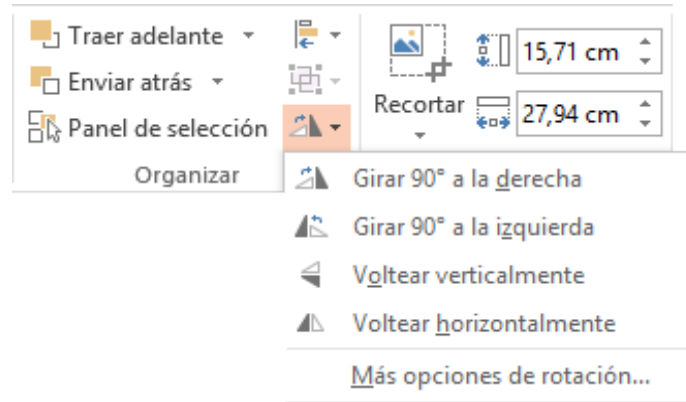 Traer adelante
Enviar atrás
Panel de selección
Organizar
Recortar
15,71 cm
27,94 cm
Girar 90° a la derecha
Girar 90° a la izquierda
Voltear verticalmente
Voltear horizontalmente
Más opciones de rotación...